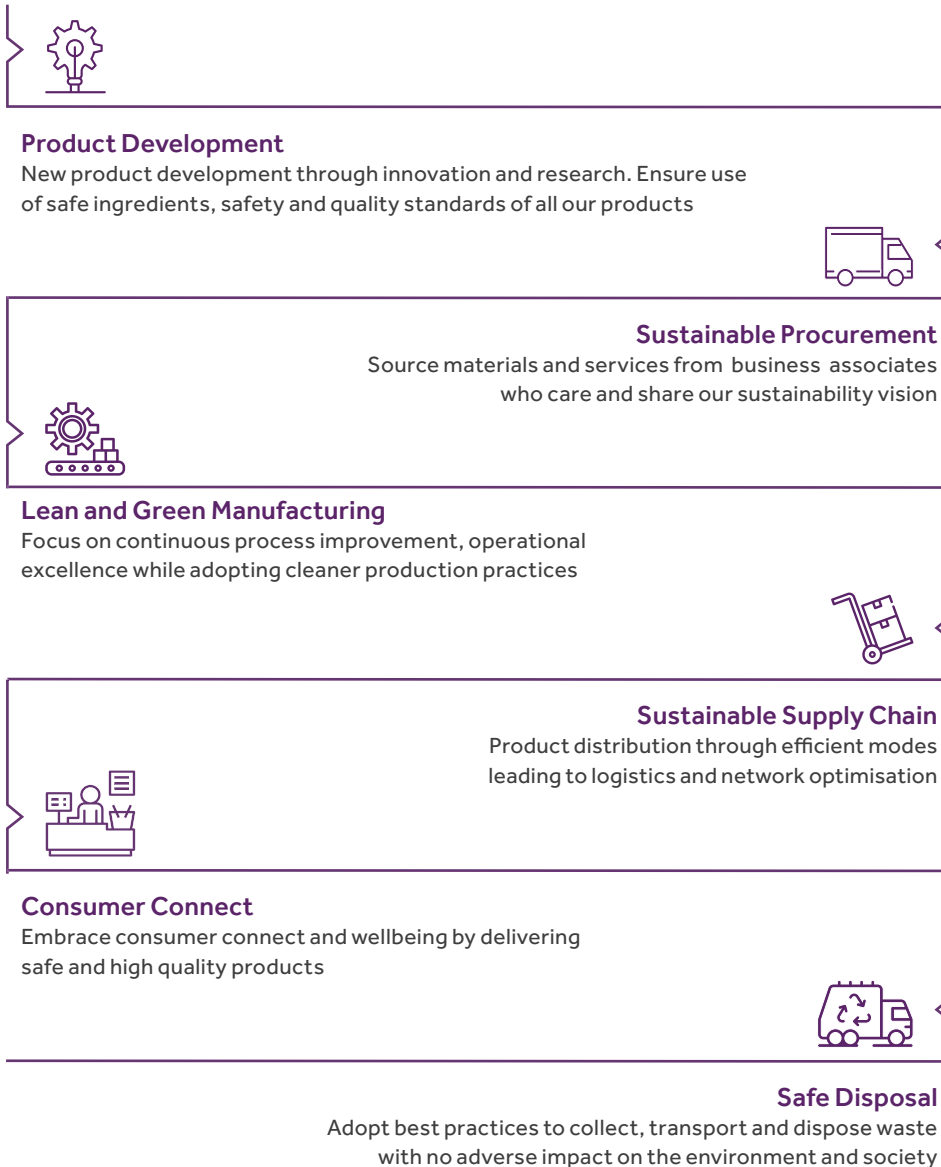 Product Development
New product development through innovation and research. Ensure use
of safe ingredients, safety and quality standards of all our products
Sustainable Procurement
Source materials and services from business associates
who care and share our sustainability vision
Lean and Green Manufacturing
Focus on continuous process improvement, operational
excellence while adopting cleaner production practices
Sustainable Supply Chain
Product distribution through efficient modes
leading to logistics and network optimisation
Consumer Connect
Embrace consumer connect and wellbeing by delivering
safe and high quality products
Safe Disposal
Adopt best practices to collect, transport and dispose waste
with no adverse impact on the environment and society